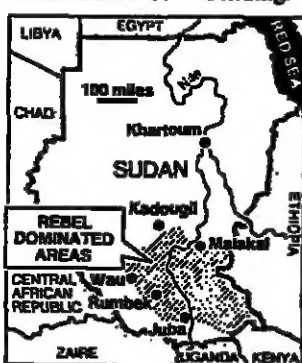 EGYPT
LIBYA
RED SEA
Nile
100 miles
CHAD
Khartoum
SUDAN
ETHIOPIA
Kadougli
REBEL
DOMINATED
AREAS
Malakal
CENTRAL
AFRICAN
REPUBLIC
Wau
Rumbek
Juba
ZAIRE
UGANDA
KENYA